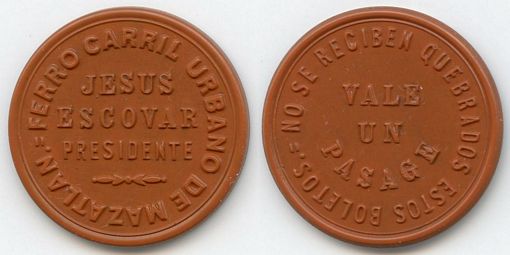 FERRO CARRIL URBANO DE MAZATLAN
JESUS
ESCOVAR
PRESIDENTE
NO SE RECIBEN QUEBRADOS ESTOS BOLETOS
VALE
UN
PASAGE